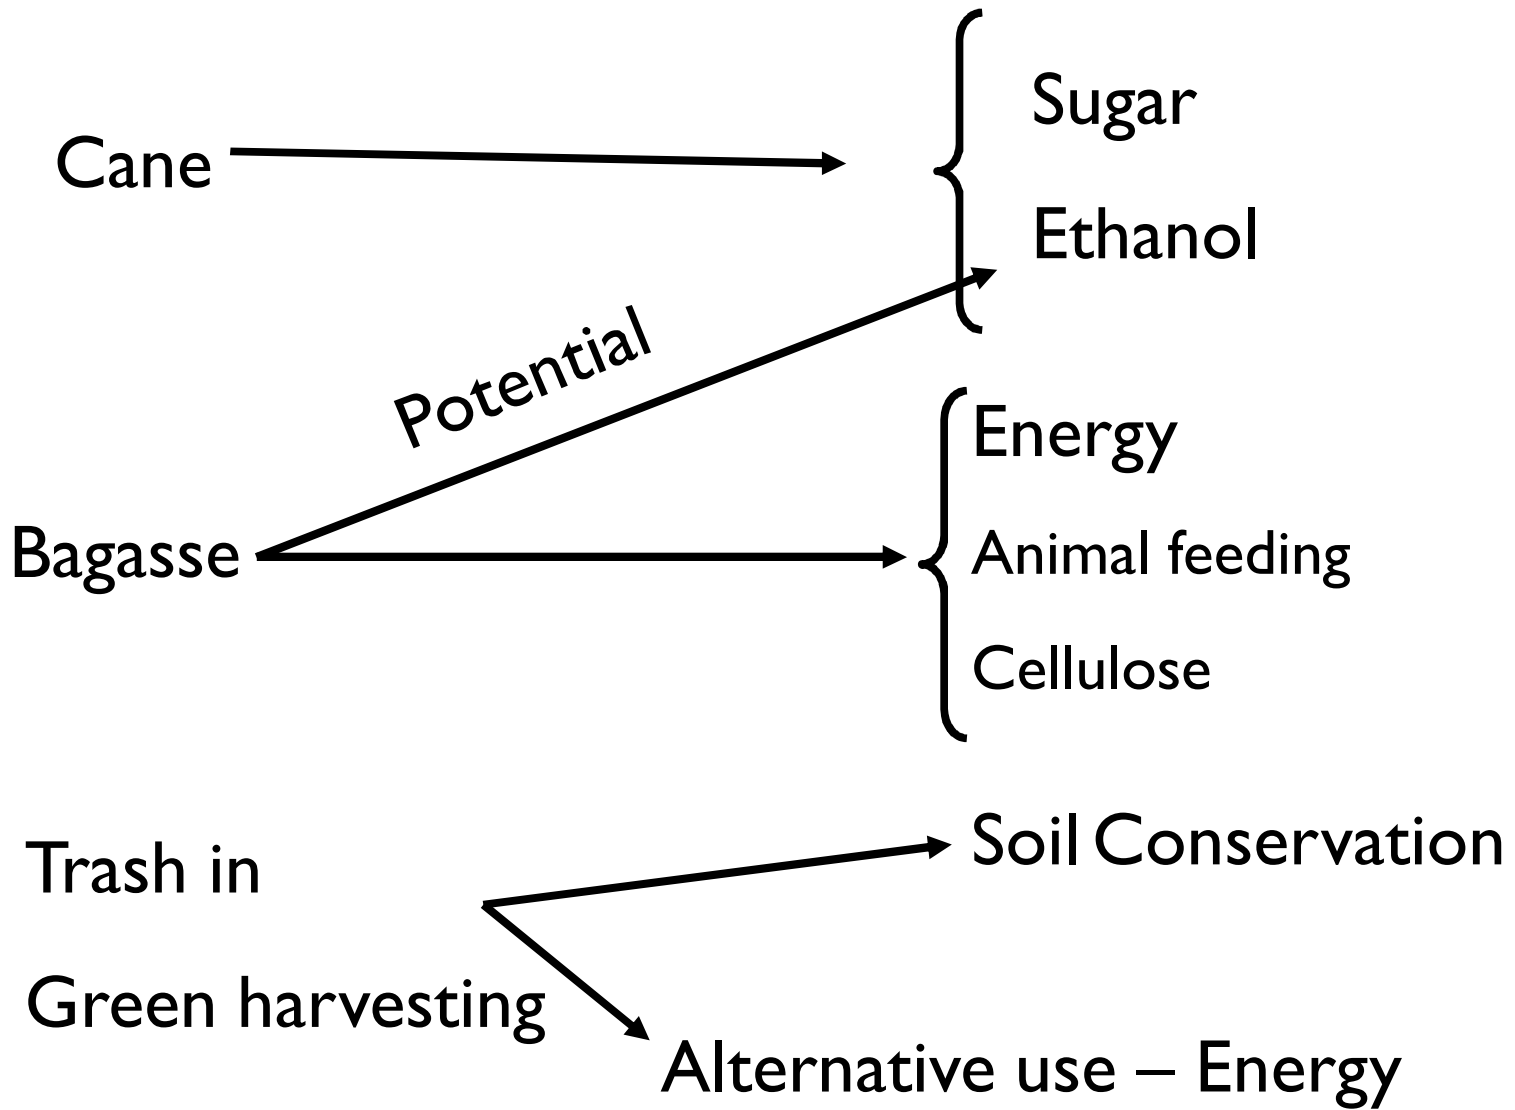 Cane
Sugar
Ethanol
Potential
Bagasse
Energy
Animal feeding
Cellulose
Trash in
Green harvesting
Soil Conservation
Alternative use – Energy